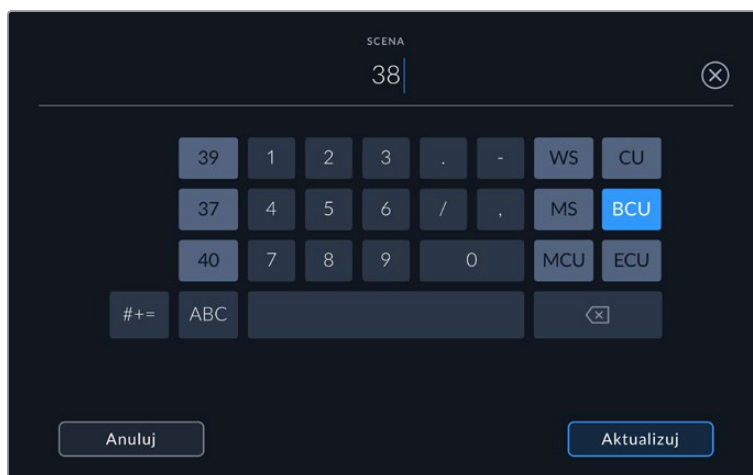 SCENA
38
39 1 2 3 . - WS CU
37 4 5 6 / , MS BCU
40 7 8 9 0 MCU ECU
#+= ABC
Anuluj Aktualizuj